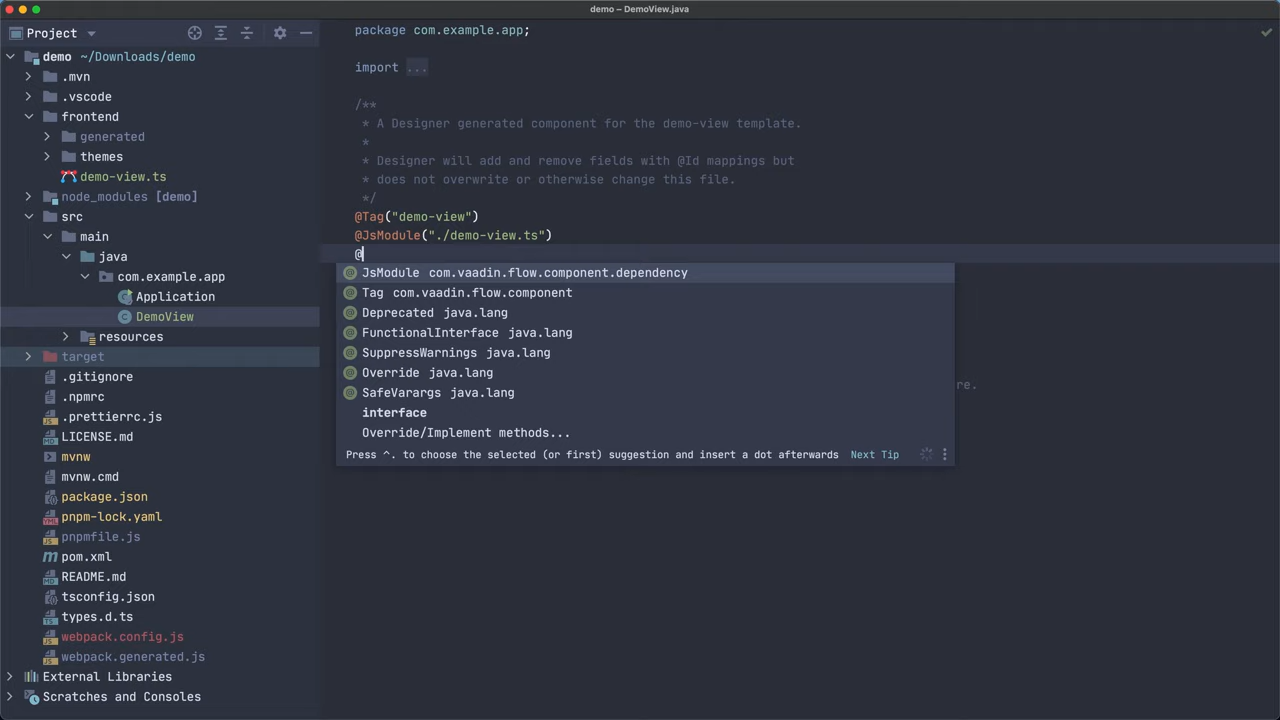 demo – DemoView.java
Project
demo ~/Downloads/demo
.mvn
.vscode
frontend
generated
themes
demo-view.ts
node_modules [demo]
src
main
java
com.example.app
Application
DemoView
resources
target
.gitignore
.npmrc
.prettierrc.js
LICENSE.md
mvnw
mvnw.cmd
package.json
pnpm-lock.yaml
pnpmfile.js
pom.xml
README.md
tsconfig.json
types.d.ts
webpack.config.js
webpack.generated.js
External Libraries
Scratches and Consoles
package com.example.app;
import ...
/**
* A Designer generated component for the demo-view template.
*
* Designer will add and remove fields with @Id mappings but
* does not overwrite or otherwise change this file.
*/
@Tag("demo-view")
@JsModule("./demo-view.ts")
@
JsModule com.vaadin.flow.component.dependency
Tag com.vaadin.flow.component
Deprecated java.lang
FunctionalInterface java.lang
SuppressWarnings java.lang
Override java.lang
SafeVarargs java.lang
re.
interface
Override/Implement methods...
Press ^. to choose the selected (or first) suggestion and insert a dot afterwards Next Tip